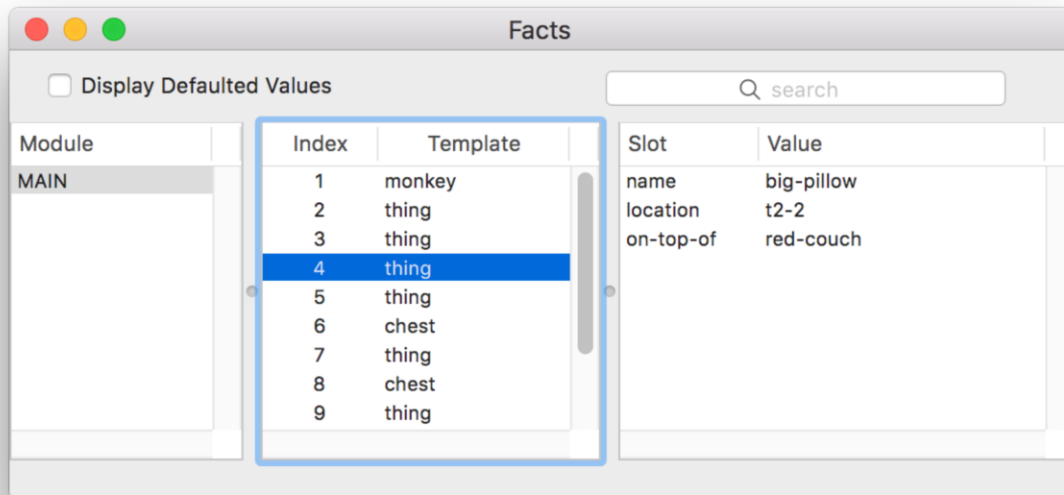 Facts
Display Defaulted Values
search
Module
MAIN
Index Template
1 monkey
2 thing
3 thing
4 thing
5 thing
6 chest
7 thing
8 chest
9 thing
Slot Value
name big-pillow
location t2-2
on-top-of red-couch